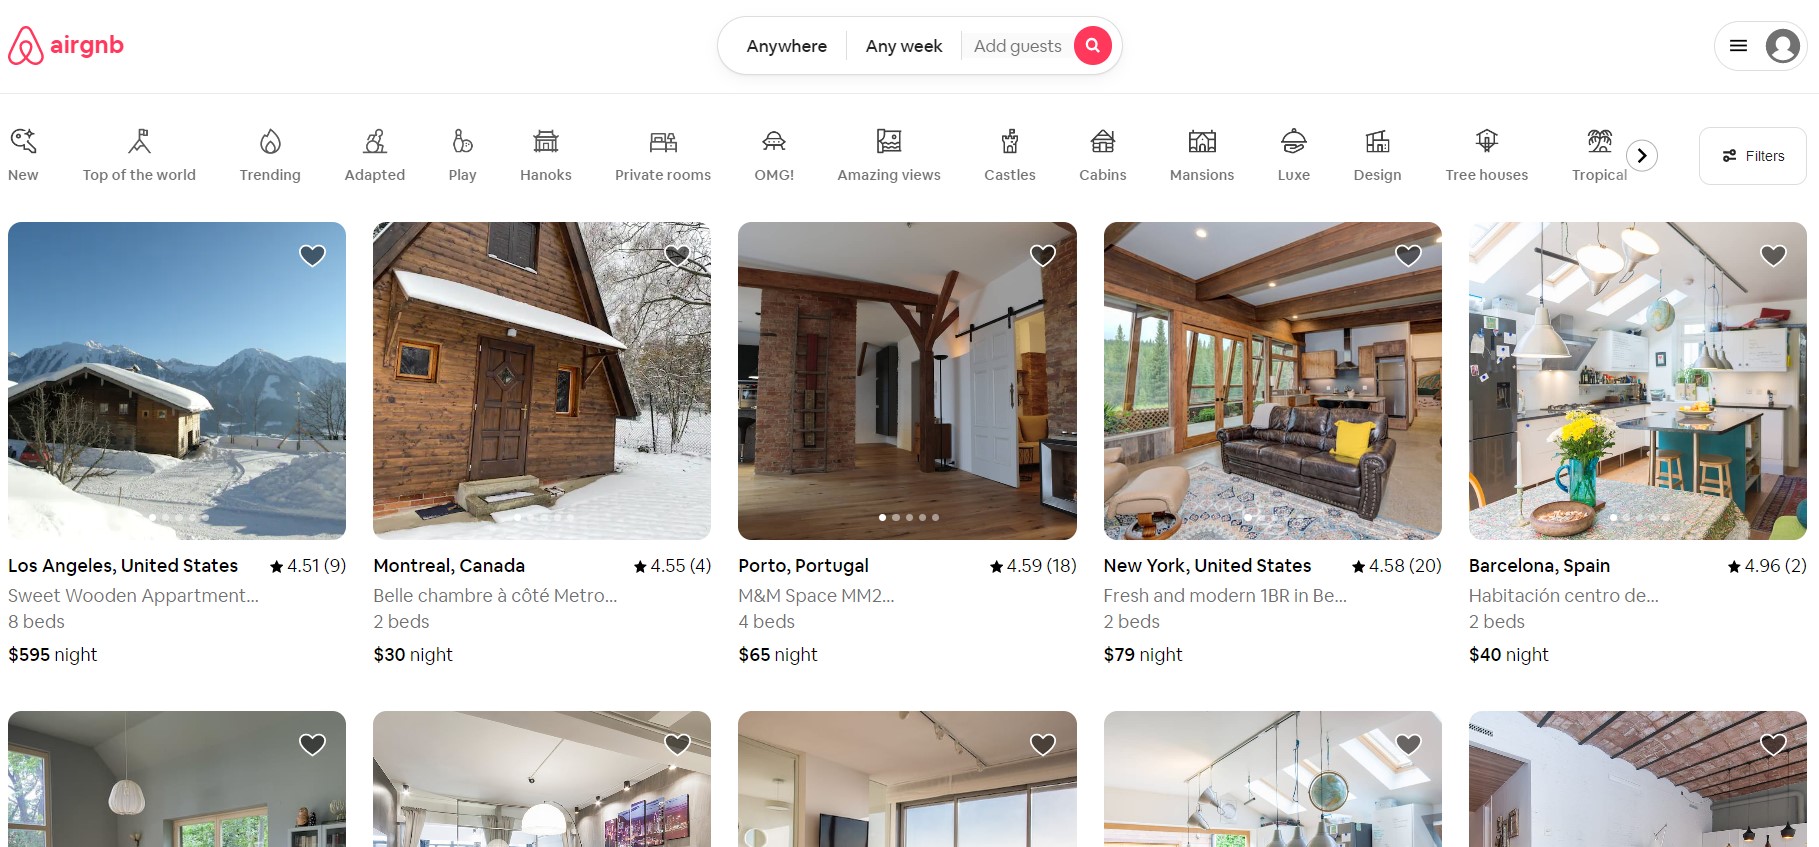 airgnb
Anywhere
Any week
Add guests
New
Top of the world
Trending
Adapted
Play
Hanoks
Private rooms
OMG!
Amazing views
Castles
Cabins
Mansions
Luxe
Design
Tree houses
Tropical
Filters
Los Angeles, United States
4.51 (9)
Sweet Wooden Appartment...
8 beds
$595 night
Montreal, Canada
4.55 (4)
Belle chambre à côté Metro...
2 beds
$30 night
Porto, Portugal
4.59 (18)
M&M Space MM2...
4 beds
$65 night
New York, United States
4.58 (20)
Fresh and modern 1BR in Be...
2 beds
$79 night
Barcelona, Spain
4.96 (2)
Habitación centro de...
2 beds
$40 night